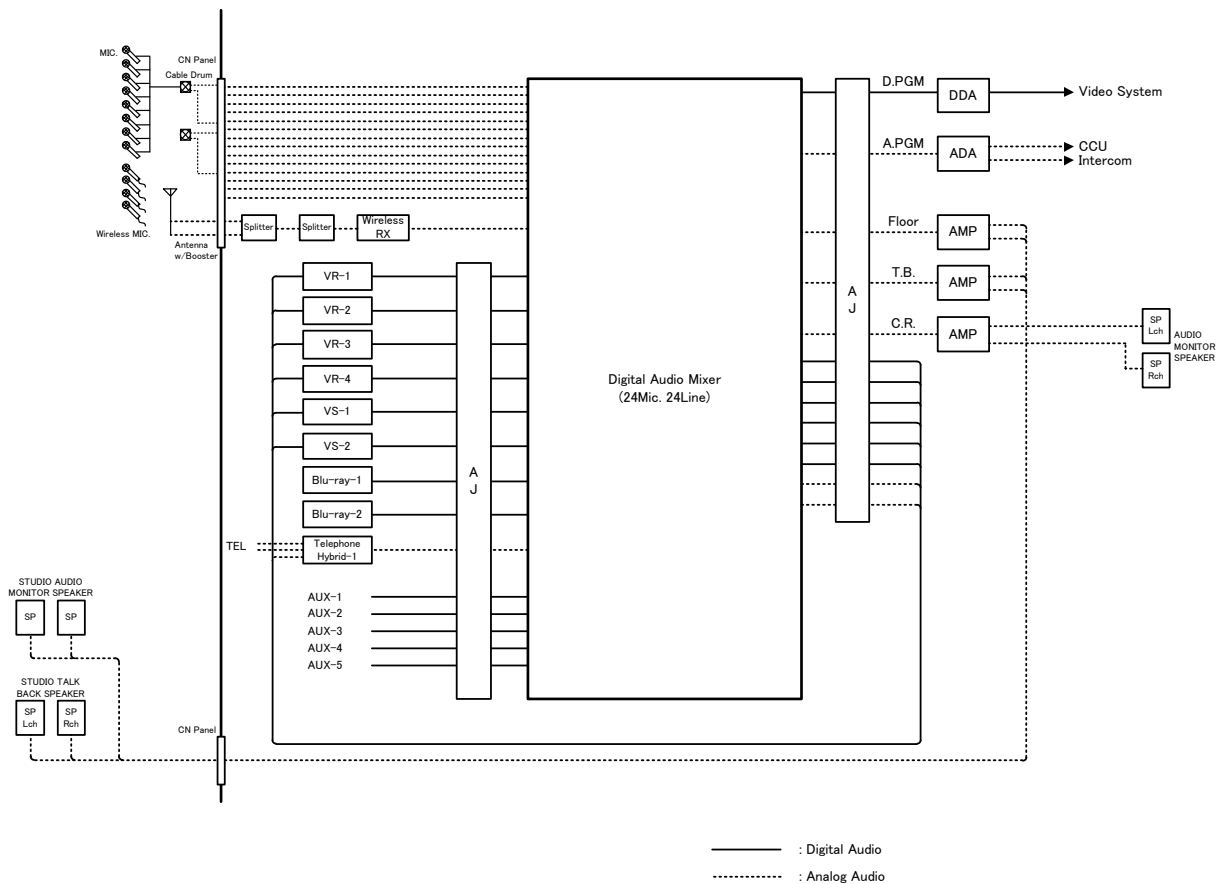 MIC.
CN Panel
Cable Drum
Wireless MIC.
Antenna
w/Booster
Splitter
Splitter
Wireless
RX
VR-1
VR-2
VR-3
VR-4
VS-1
VS-2
Blu-ray-1
Blu-ray-2
TEL
Telephone
Hybrid-1
AUX-1
AUX-2
AUX-3
AUX-4
AUX-5
A
J
Digital Audio Mixer
(24Mic. 24Line)
A
J
D.PGM
DDA
Video System
A.PGM
ADA
CCU
Intercom
Floor
AMP
T.B.
AMP
C.R.
AMP
SP
Lch
SP
Rch
AUDIO
MONITOR
SPEAKER
STUDIO AUDIO
MONITOR SPEAKER
SP
SP
STUDIO TALK
BACK SPEAKER
SP
Lch
SP
Rch
CN Panel
: Digital Audio
: Analog Audio